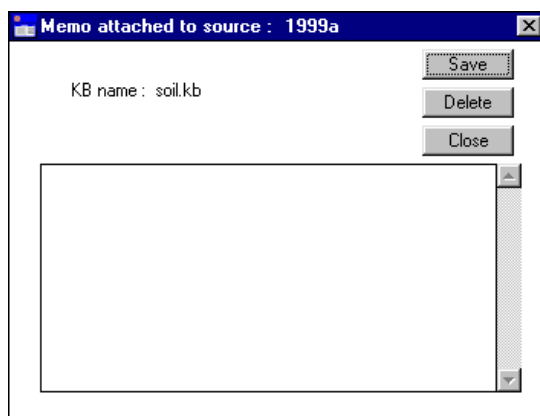 Memo attached to source :  1999a
Save
KB name :  soil.kb
Delete
Close